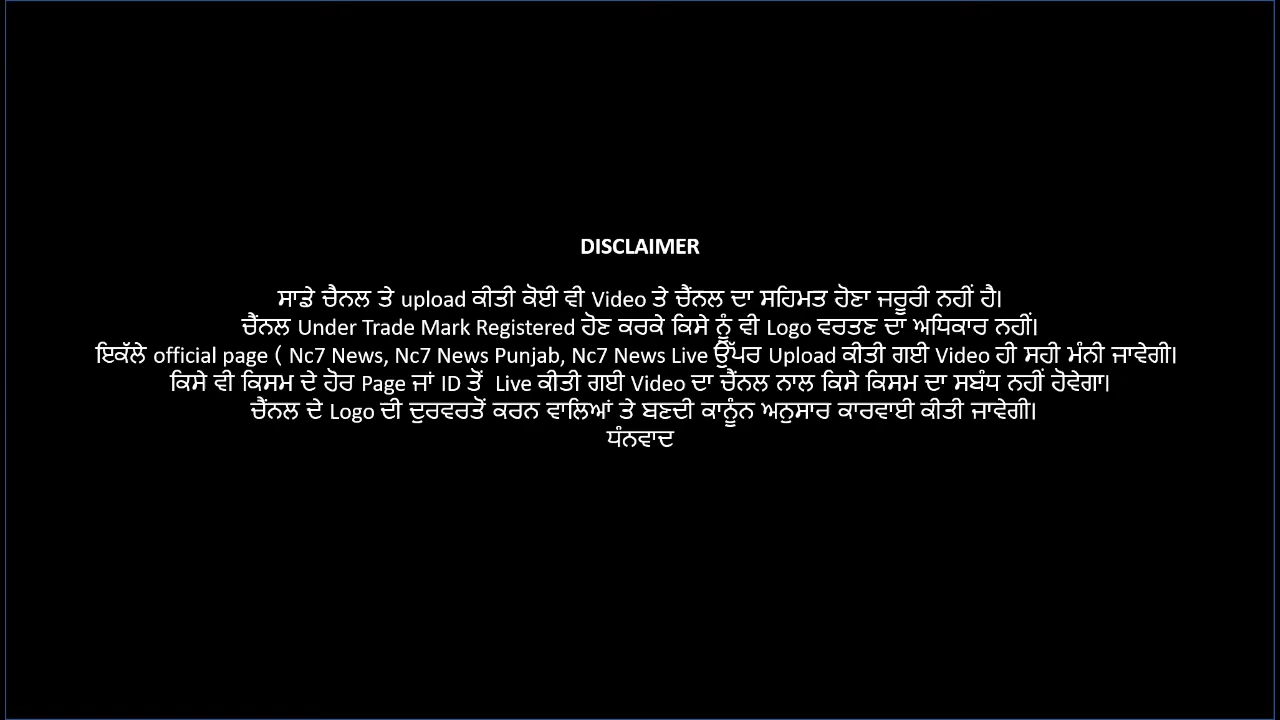 DISCLAIMER
ਸਾਡੇ ਚੈਨਲ ਤੇ upload ਕੀਤੀ ਕੋਈ ਵੀ Video ਤੇ ਚੈਂਨਲ ਦਾ ਸਹਿਮਤ ਹੋਣਾ ਜਰੂਰੀ ਨਹੀਂ ਹੈ।
ਚੈਂਨਲ Under Trade Mark Registered ਹੋਣ ਕਰਕੇ ਕਿਸੇ ਨੂੰ ਵੀ Logo ਵਰਤਣ ਦਾ ਅਧਿਕਾਰ ਨਹੀਂ।
ਇਕੱਲੇ official page ( Nc7 News, Nc7 News Punjab, Nc7 News Live ਉੱਪਰ Upload ਕੀਤੀ ਗਈ Video ਹੀ ਸਹੀ ਮੰਨੀ ਜਾਵੇਗੀ।
ਕਿਸੇ ਵੀ ਕਿਸਮ ਦੇ ਹੋਰ Page ਜਾਂ ID ਤੋਂ Live ਕੀਤੀ ਗਈ Video ਦਾ ਚੈਂਨਲ ਨਾਲ ਕਿਸੇ ਕਿਸਮ ਦਾ ਸਬੰਧ ਨਹੀਂ ਹੋਵੇਗਾ।
ਚੈਂਨਲ ਦੇ Logo ਦੀ ਦੁਰਵਰਤੋਂ ਕਰਨ ਵਾਲਿਆਂ ਤੇ ਬਣਦੀ ਕਾਨੂੰਨ ਅਨੁਸਾਰ ਕਾਰਵਾਈ ਕੀਤੀ ਜਾਵੇਗੀ।
ਧੰਨਵਾਦ